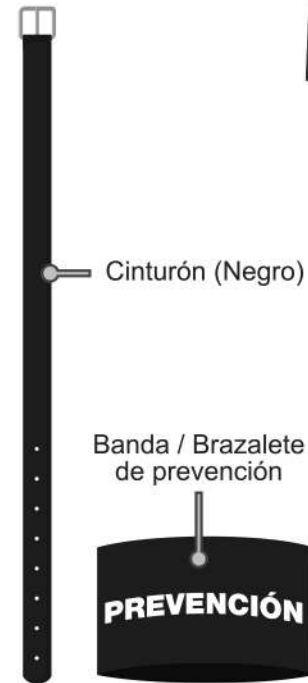 Cinturón (Negro)
Banda / Brazalete
de prevención
PREVENCIÓN